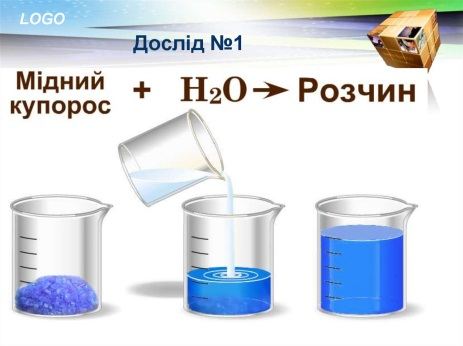 LOGO
Дослід №1
Мідний
купорос + H₂O → Розчин